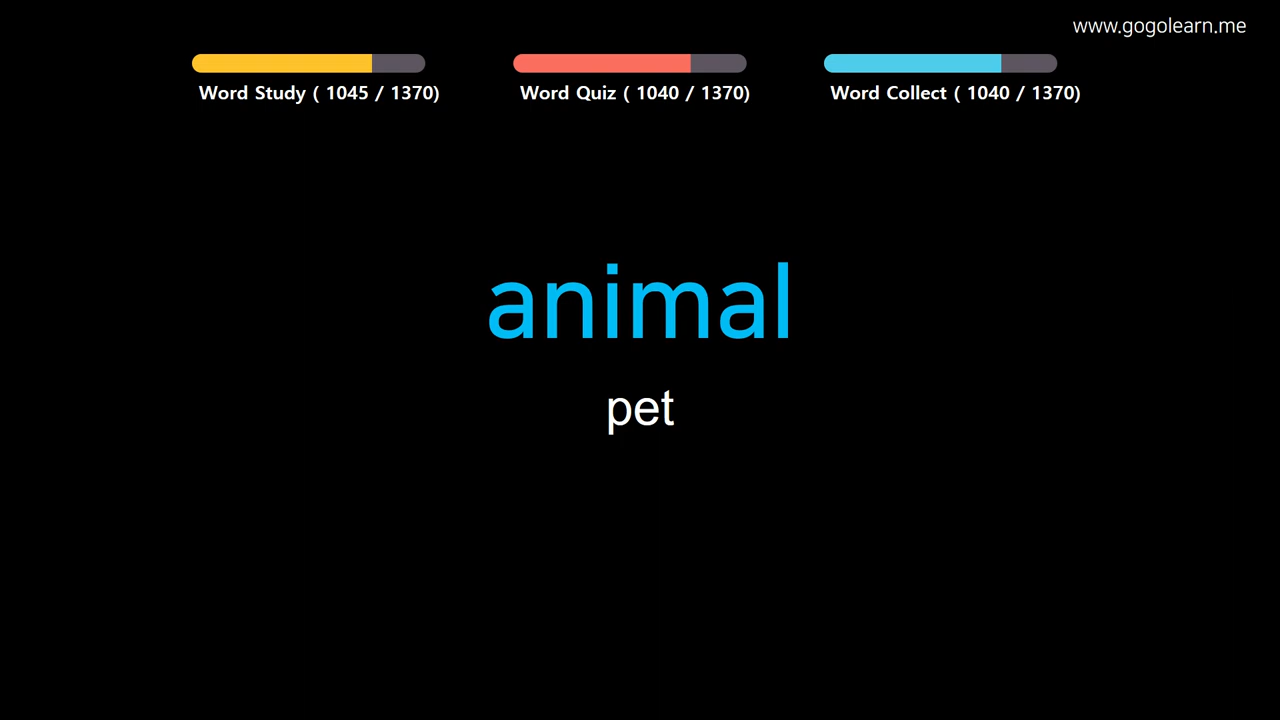 www.gogolearn.me
Word Study ( 1045 / 1370)
Word Quiz ( 1040 / 1370)
Word Collect ( 1040 / 1370)
animal
pet